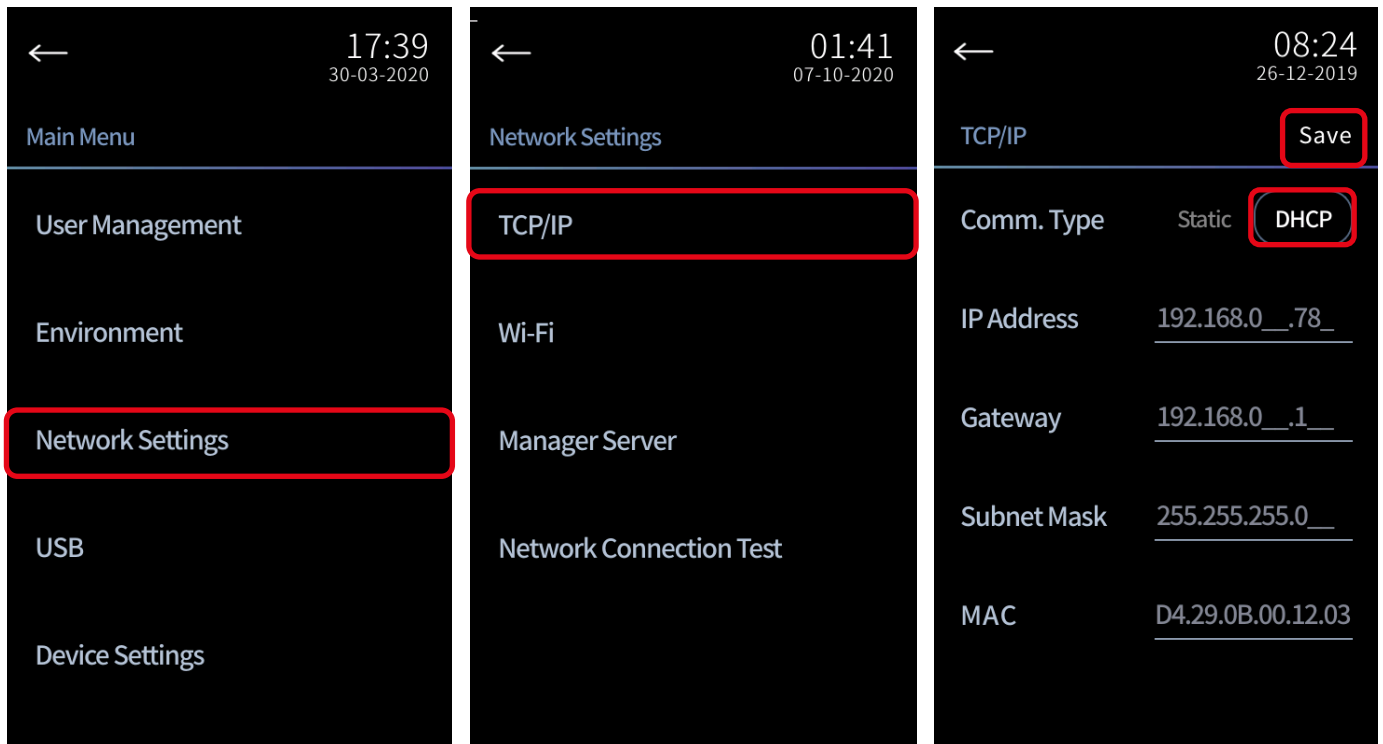 17:39
30-03-2020
Main Menu
User Management
Environment
Network Settings
USB
Device Settings
01:41
07-10-2020
Network Settings
TCP/IP
Wi-Fi
Manager Server
Network Connection Test
08:24
26-12-2019
TCP/IP Save
Comm. Type Static DHCP
IP Address 192.168.0__.78_
Gateway 192.168.0__.1__
Subnet Mask 255.255.255.0__
MAC D4.29.0B.00.12.03